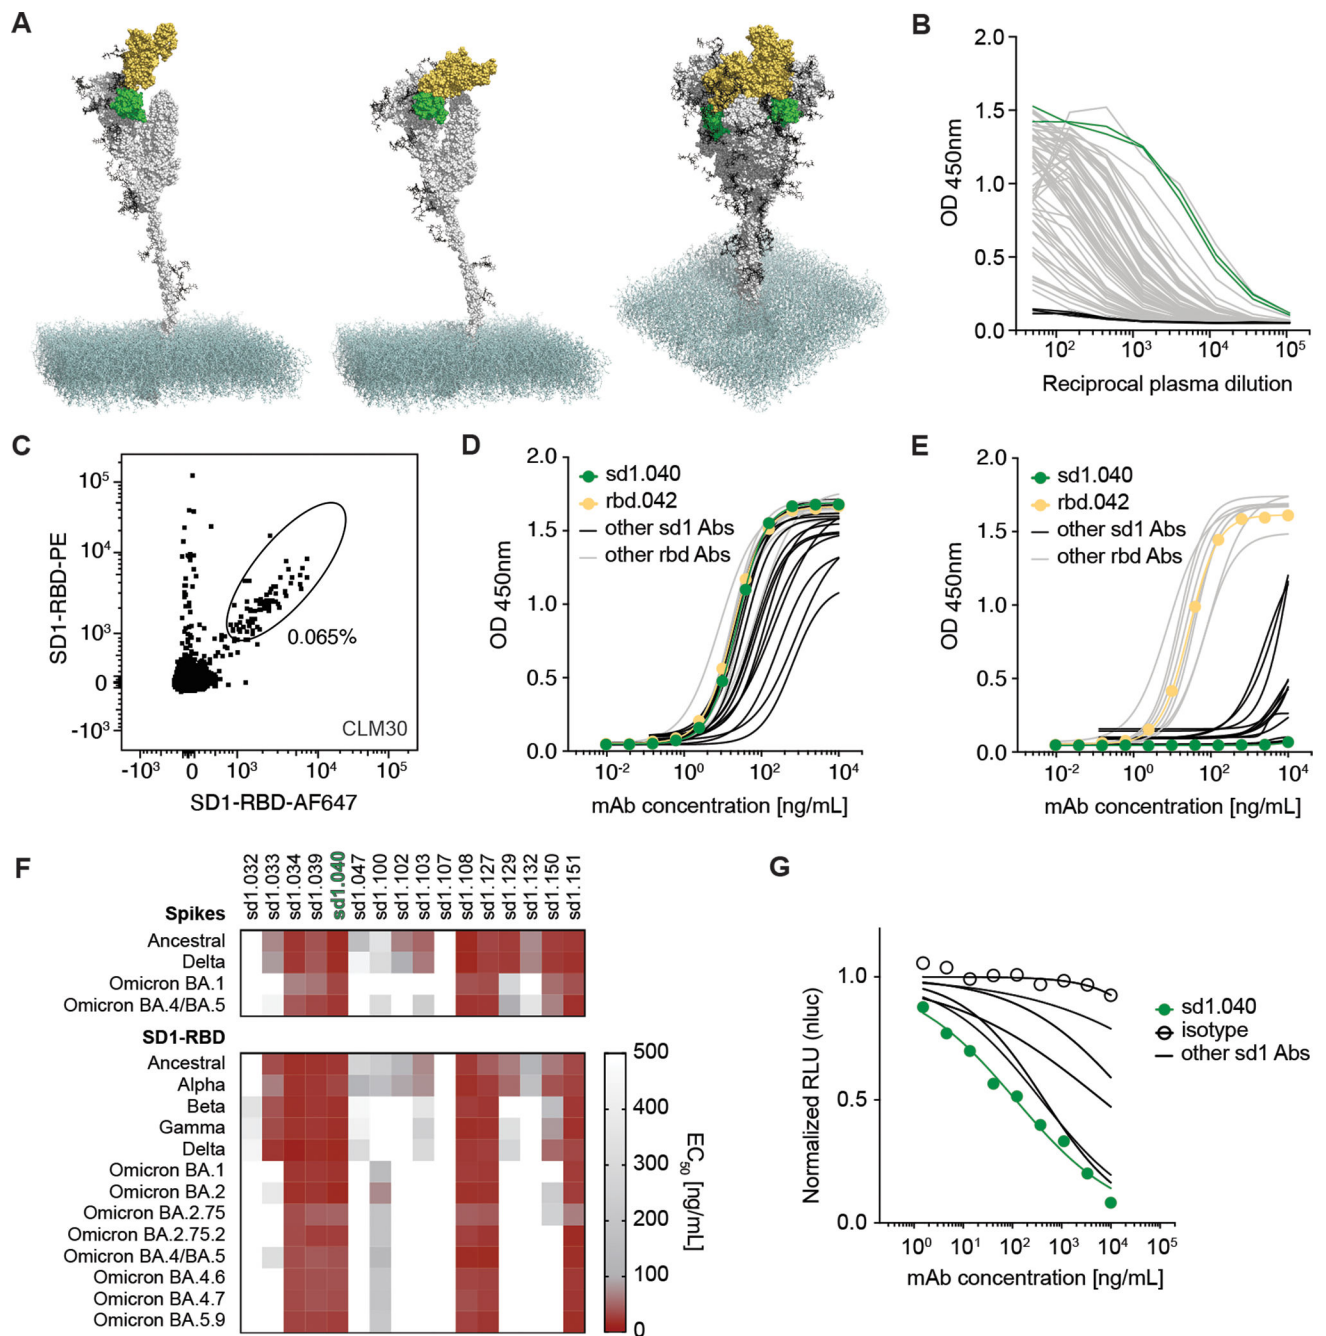 A
B
2.0
1.5
1.0
0.5
0.0
OD 450nm
10² 10³ 10⁴ 10⁵
Reciprocal plasma dilution
C
SD1-RBD-PE
10⁵
10⁴
10³
0
-10³
0.065%
CLM30
-10³ 0 10³ 10⁴ 10⁵
SD1-RBD-AF647
D
2.0
1.5
1.0
0.5
0.0
OD 450nm
sd1.040
rbd.042
other sd1 Abs
other rbd Abs
10⁻² 10⁰ 10² 10⁴
mAb concentration [ng/mL]
E
2.0
1.5
1.0
0.5
0.0
OD 450nm
sd1.040
rbd.042
other sd1 Abs
other rbd Abs
10⁻² 10⁰ 10² 10⁴
mAb concentration [ng/mL]
F
sd1.032
sd1.033
sd1.034
sd1.039
sd1.040
sd1.047
sd1.100
sd1.102
sd1.103
sd1.107
sd1.108
sd1.127
sd1.129
sd1.132
sd1.150
sd1.151
Spikes
Ancestral
Delta
Omicron BA.1
Omicron BA.4/BA.5
SD1-RBD
Ancestral
Alpha
Beta
Gamma
Delta
Omicron BA.1
Omicron BA.2
Omicron BA.2.75
Omicron BA.2.75.2
Omicron BA.4/BA.5
Omicron BA.4.6
Omicron BA.4.7
Omicron BA.5.9
500
400
300
200
100
0
EC₅₀ [ng/mL]
G
Normalized RLU (nluc)
1.0
0.5
0.0
sd1.040
isotype
other sd1 Abs
10⁰ 10¹ 10² 10³ 10⁴ 10⁵
mAb concentration [ng/mL]